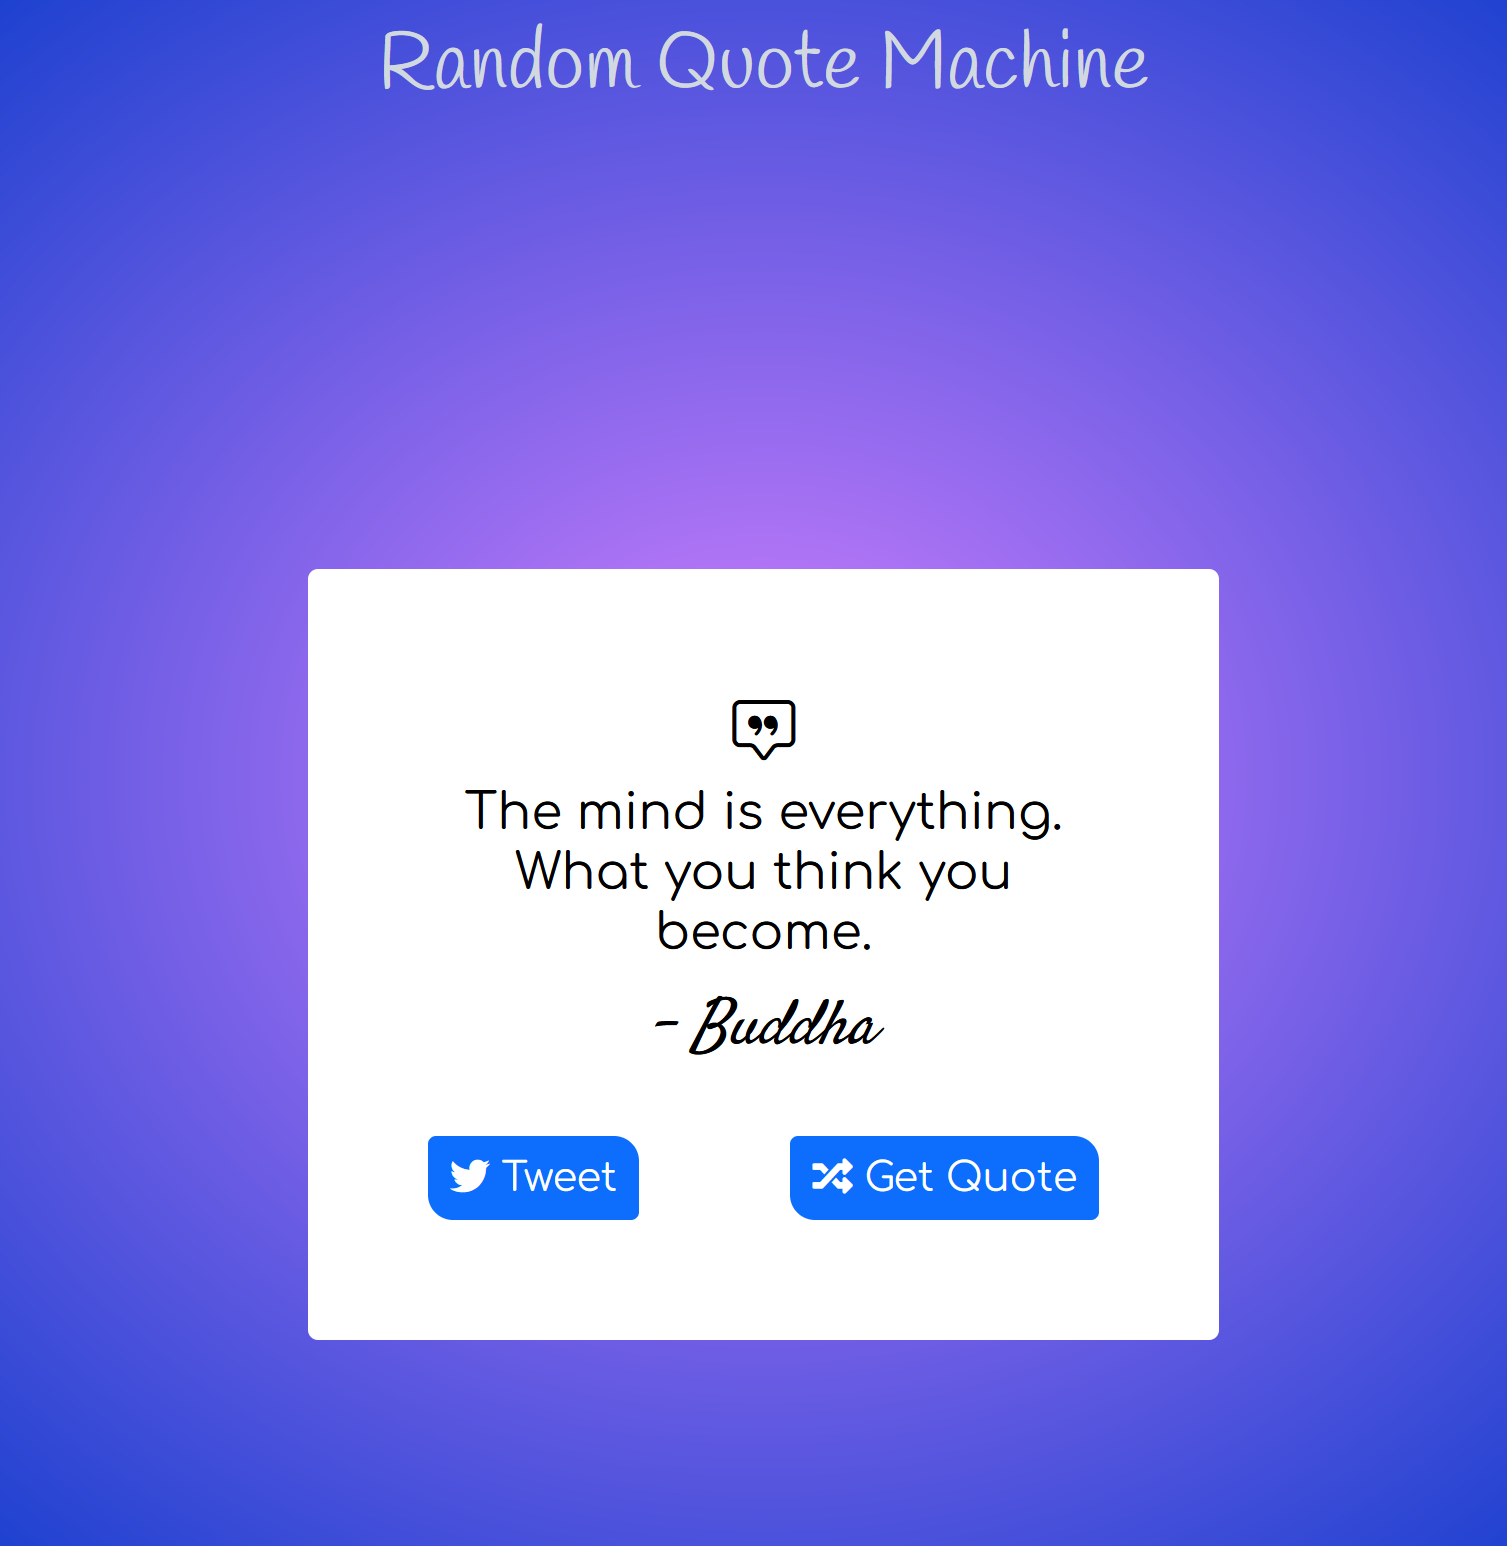 Random Quote Machine
The mind is everything.
What you think you
become.
- Buddha
Tweet
Get Quote